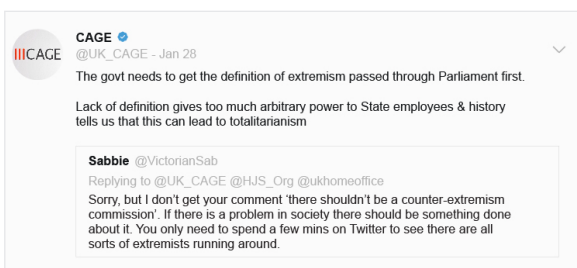 CAGE
CAGE
@UK_CAGE - Jan 28
The govt needs to get the definition of extremism passed through Parliament first.
Lack of definition gives too much arbitrary power to State employees & history
tells us that this can lead to totalitarianism
Sabbie @VictorianSab
Replying to @UK_CAGE @HJS_Org @ukhomeoffice
Sorry, but I don't get your comment 'there shouldn't be a counter-extremism
commission'. If there is a problem in society there should be something done
about it. You only need to spend a few mins on Twitter to see there are all
sorts of extremists running around.